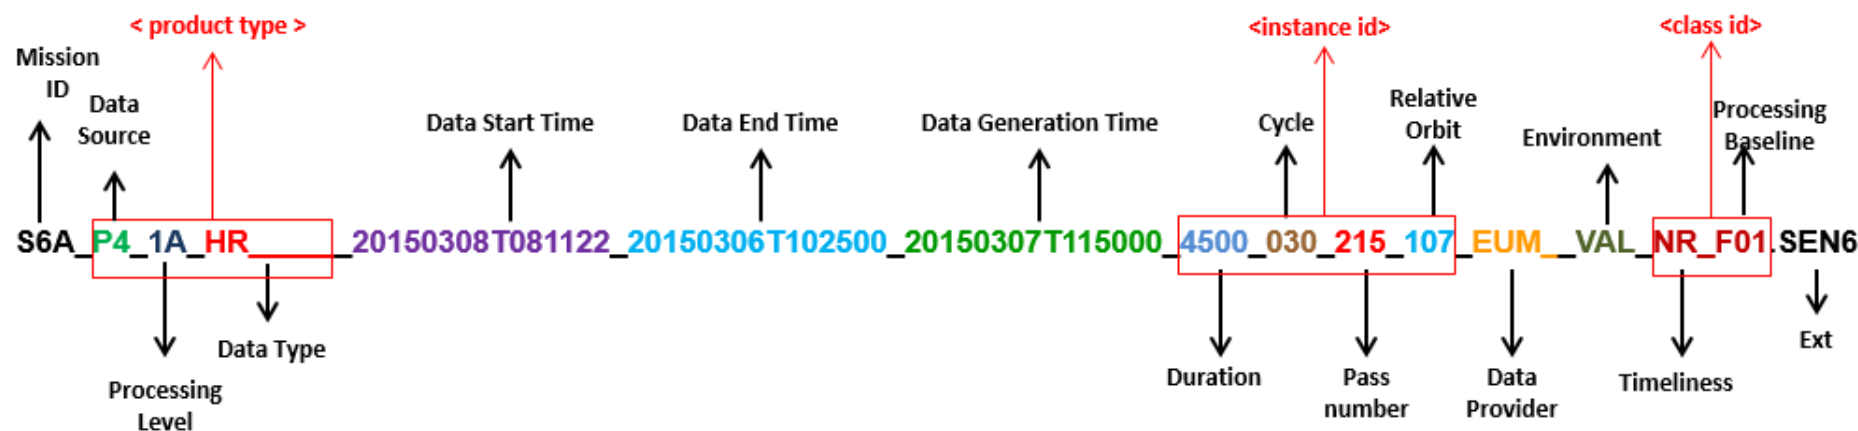 < product type >
<instance id>
<class id>
Mission
ID
Data
Source
Data Start Time
Data End Time
Data Generation Time
Cycle
Relative
Orbit
Environment
Processing
Baseline
S6A_P4_1A_HR______20150308T081122_20150306T102500_20150307T115000_4500_030_215_107_EUM__VAL_NR_F01.SEN6
Processing
Level
Data Type
Duration
Pass
number
Data
Provider
Timeliness
Ext